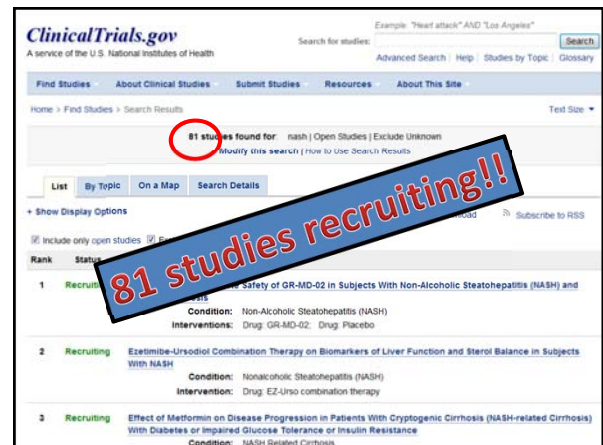 ClinicalTrials.gov
A service of the U.S. National Institutes of Health
Example: "Heart attack" AND "Los Angeles"
Search for studies:
Search
Advanced Search | Help | Studies by Topic | Glossary
Find Studies
About Clinical Studies
Submit Studies
Resources
About This Site
Home > Find Studies > Search Results
Text Size
81 studies found for: nash | Open Studies | Exclude Unknown
Modify this search | How to Use Search Results
List
By Topic
On a Map
Search Details
+ Show Display Options
Subscribe to RSS
Include only open studies
81 studies recruiting!!
Rank Status
1 Recruiting Safety of GR-MD-02 in Subjects With Non-Alcoholic Steatohepatitis (NASH) and
Condition: Non-Alcoholic Steatohepatitis (NASH)
Interventions: Drug: GR-MD-02; Drug: Placebo
2 Recruiting Ezetimibe-Ursodiol Combination Therapy on Biomarkers of Liver Function and Sterol Balance in Subjects
With NASH
Condition: Nonalcoholic Steatohepatitis (NASH)
Intervention: Drug: EZ-Urso combination therapy
3 Recruiting Effect of Metformin on Disease Progression in Patients With Cryptogenic Cirrhosis (NASH-related Cirrhosis)
With Diabetes or Impaired Glucose Tolerance or Insulin Resistance
Condition: NASH Related Cirrhosis